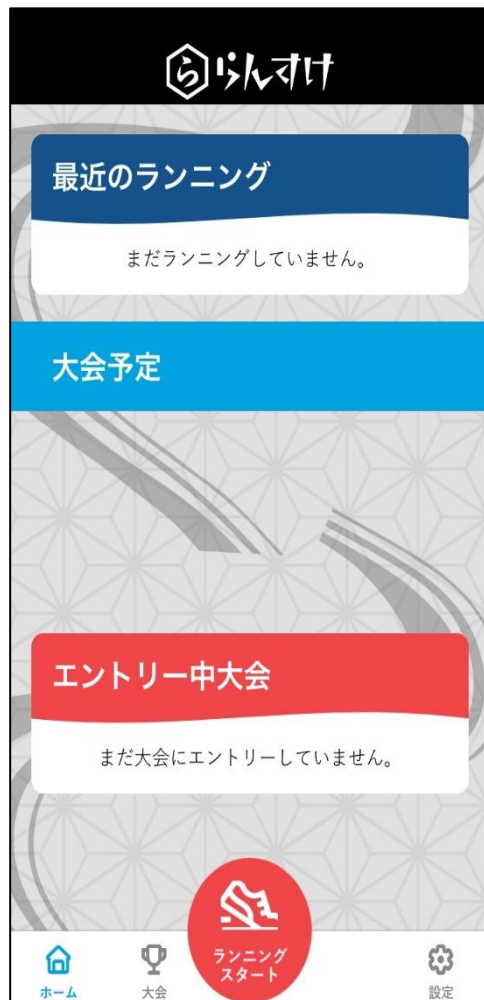 ら らんすけ
最近のランニング
まだランニングしていません。
大会予定
エントリー中大会
まだ大会にエントリーしていません。
ランニング
スタート
ホーム
大会
設定